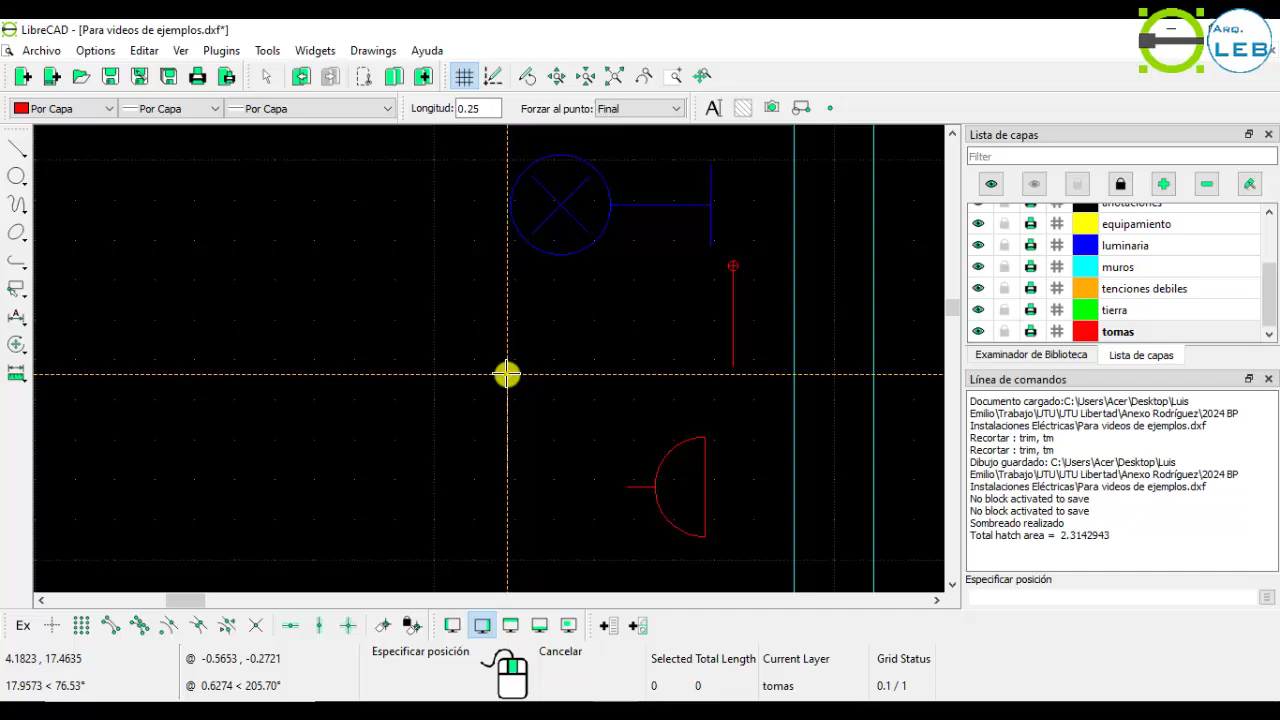 LibreCAD - [Para videos de ejemplos.dxf*]
ARQ.
LEB
Archivo Options Editar Ver Plugins Tools Widgets Drawings Ayuda
Por Capa Por Capa Por Capa Longitud: 0.25 Forzar al punto: Final
Lista de capas
Filter
anotaciones
equipamiento
luminaria
muros
tenciones debiles
tierra
tomas
Examinador de Biblioteca Lista de capas
Línea de comandos
Documento cargado:C:\Users\Acer\Desktop\Luis
Emilio\Trabajo\UTU\UTU Libertad\Anexo Rodríguez\2024 BP
Instalaciones Eléctricas\Para videos de ejemplos.dxf
Recortar : trim, tm
Recortar : trim, tm
Dibujo guardado: C:\Users\Acer\Desktop\Luis
Emilio\Trabajo\UTU\UTU Libertad\Anexo Rodríguez\2024 BP
Instalaciones Eléctricas\Para videos de ejemplos.dxf
No block activated to save
No block activated to save
Sombreado realizado
Total hatch area = 2.3142943
Especificar posición
Ex
4.1823 , 17.4635 @ -0.5653 , -0.2721 Especificar posición Cancelar Selected Total Length Current Layer Grid Status
17.9573 < 76.53° @ 0.6274 < 205.70° 0 0 tomas 0.1 / 1